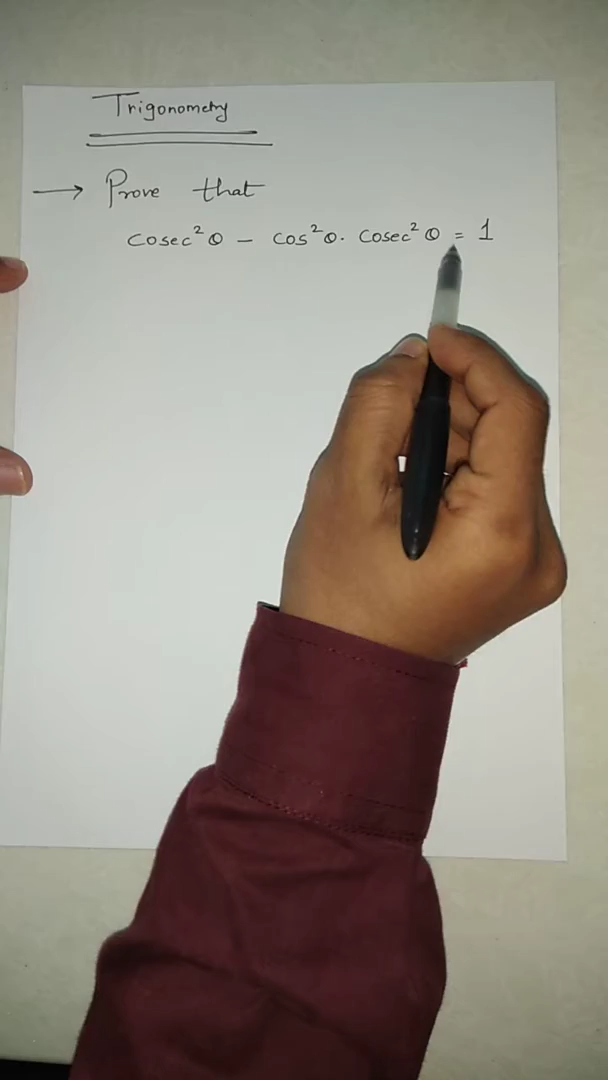 Trigonometry
→ Prove that
Cosec²θ - Cos²θ. Cosec²θ = 1